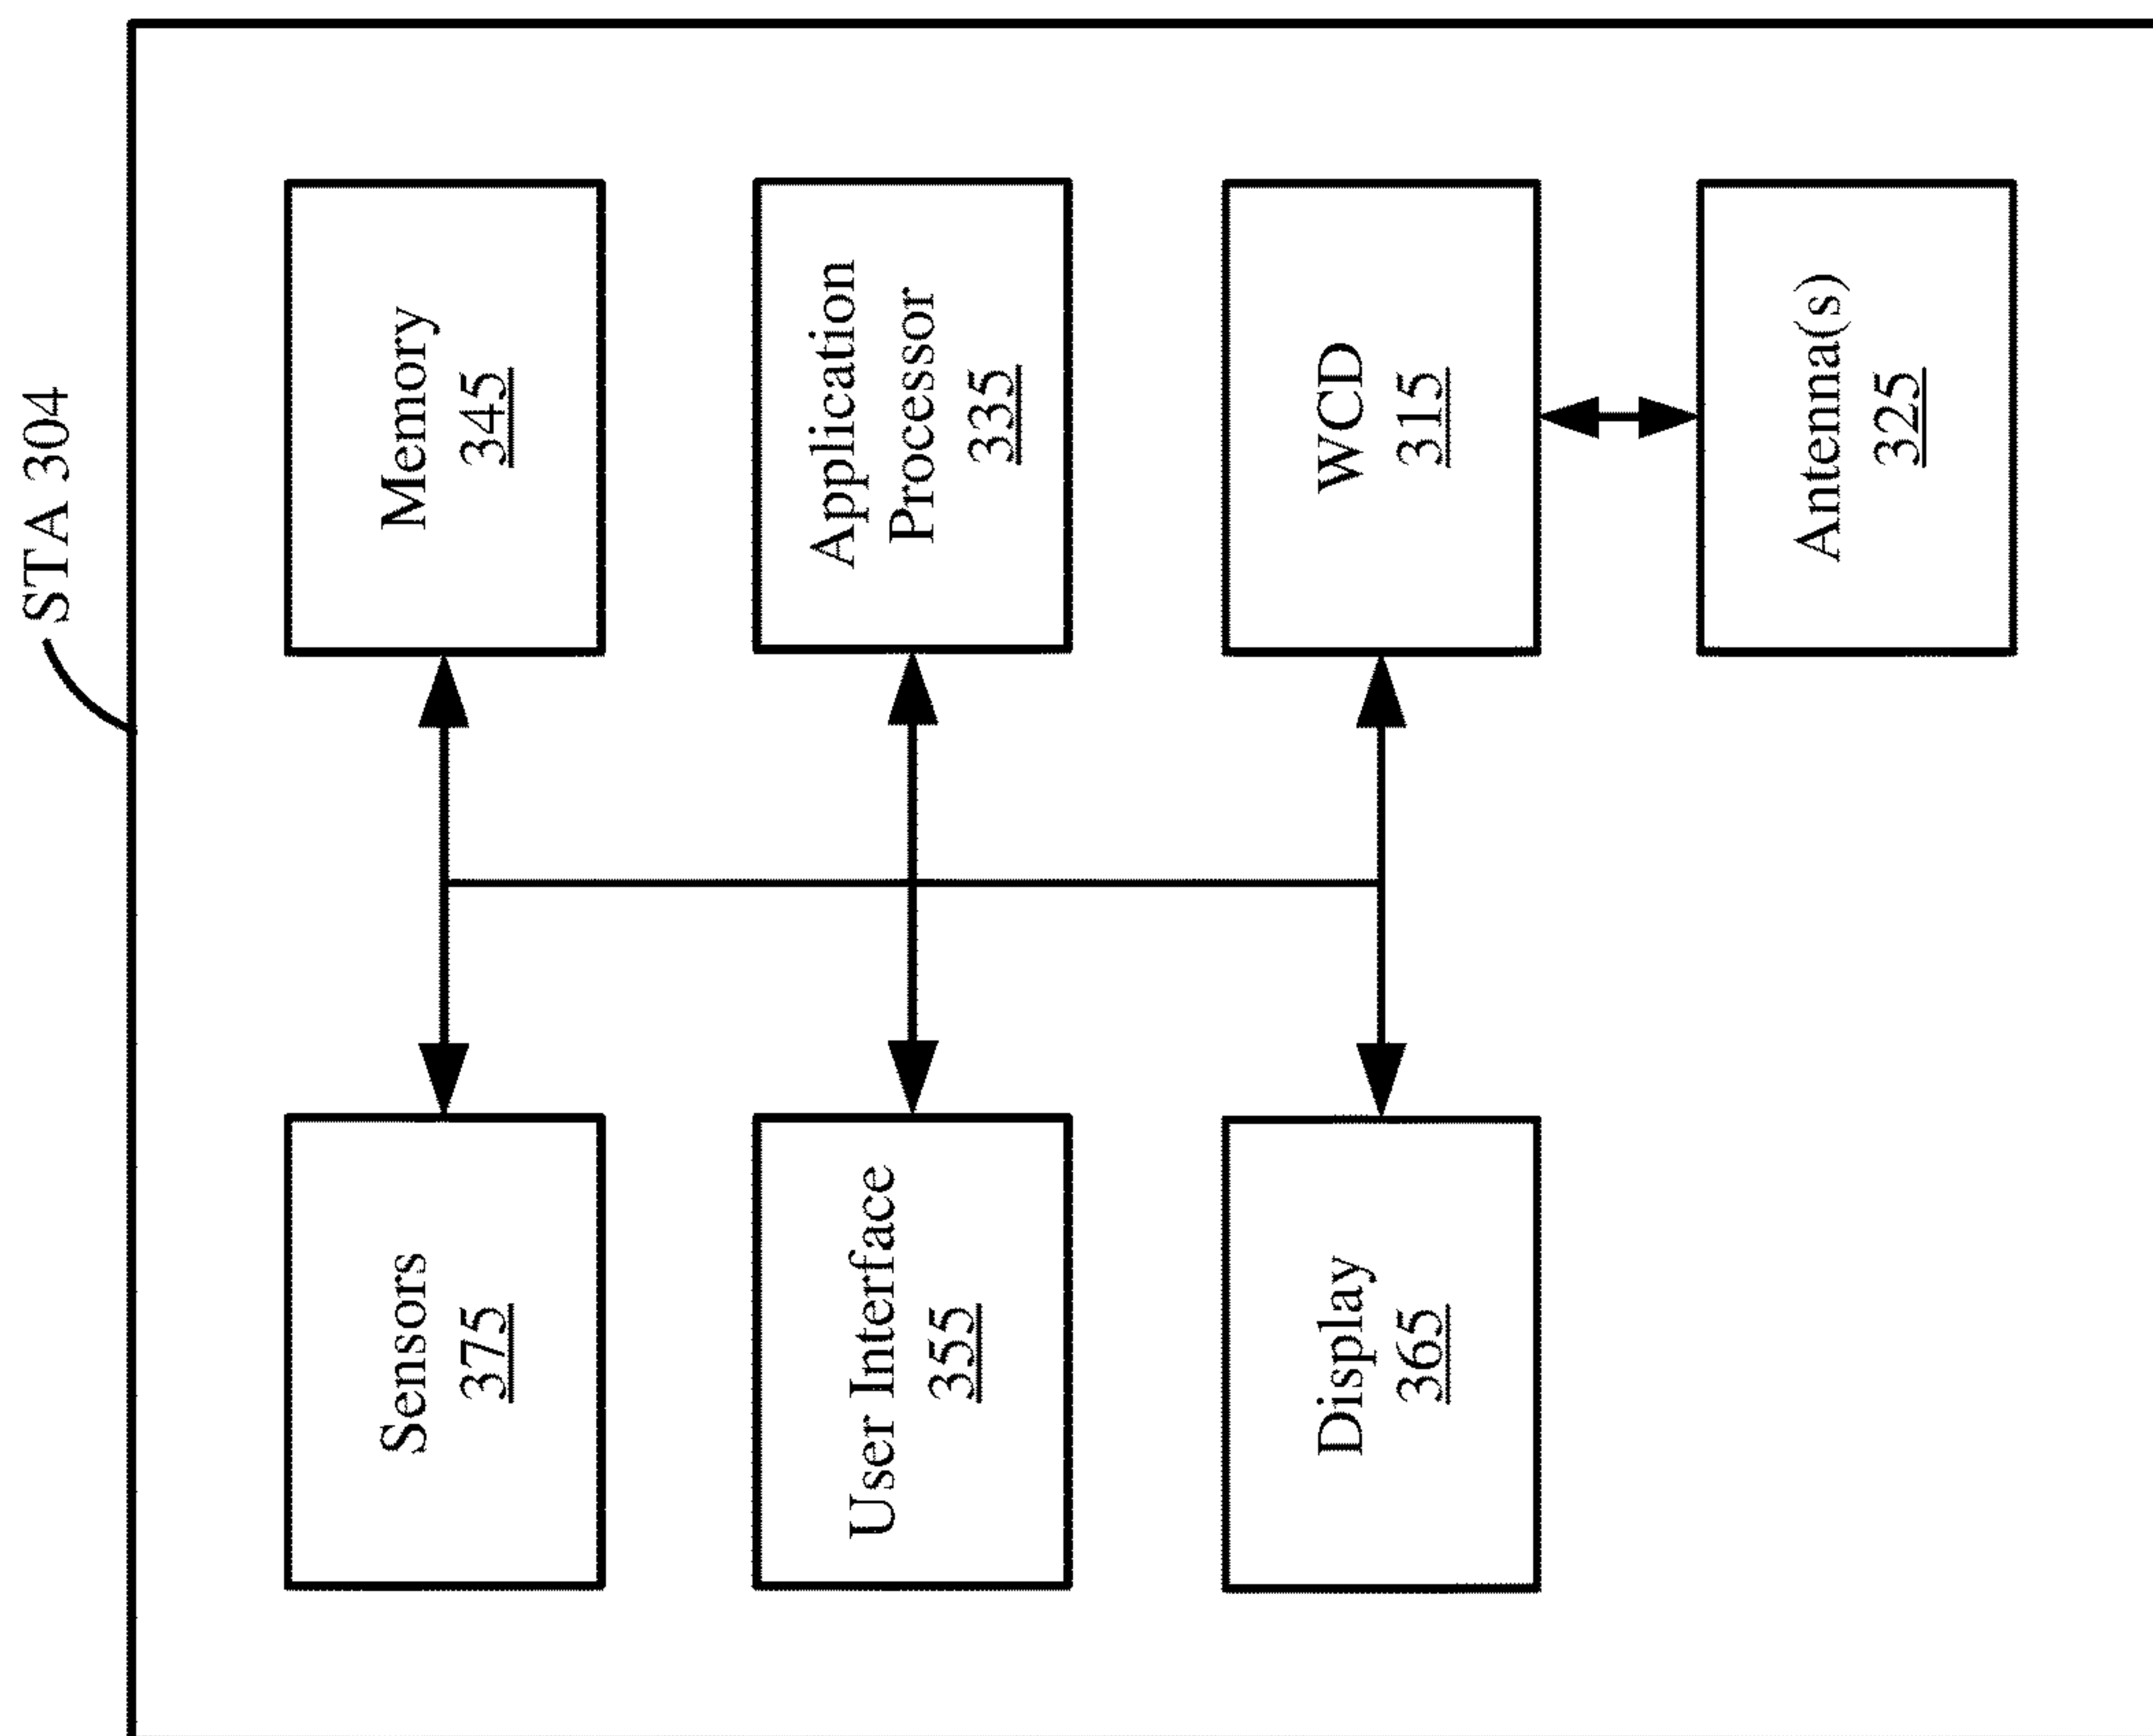 STA 304
Sensors
375
Memory
345
User Interface
355
Application
Processor
335
Display
365
WCD
315
Antenna(s)
325